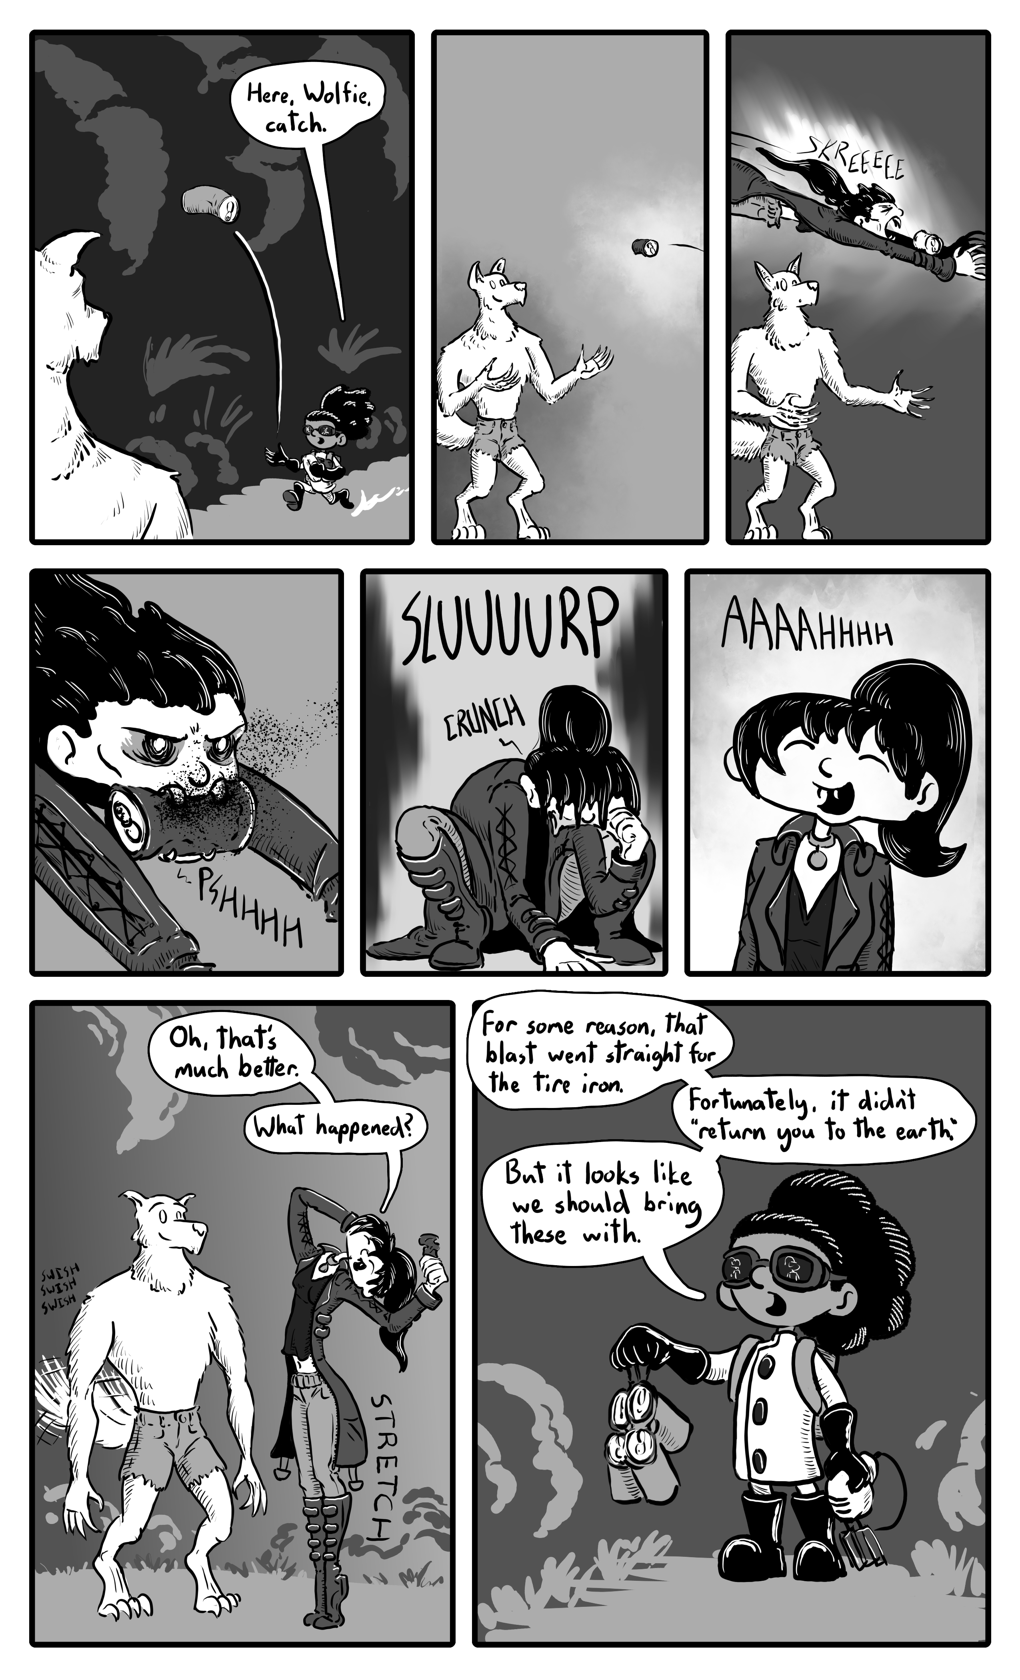 Here, Wolfie,
catch.
SKREEEEE
PSHHHH
SLUUUURP
CRUNCH
AAAAHHHH
Oh, that's
much better.
What happened?
SWISH
SWISH
SWISH
STRETCH
For some reason, that
blast went straight for
the tire iron.
Fortunately, it didn't
"return you to the earth."
But it looks like
we should bring
these with.